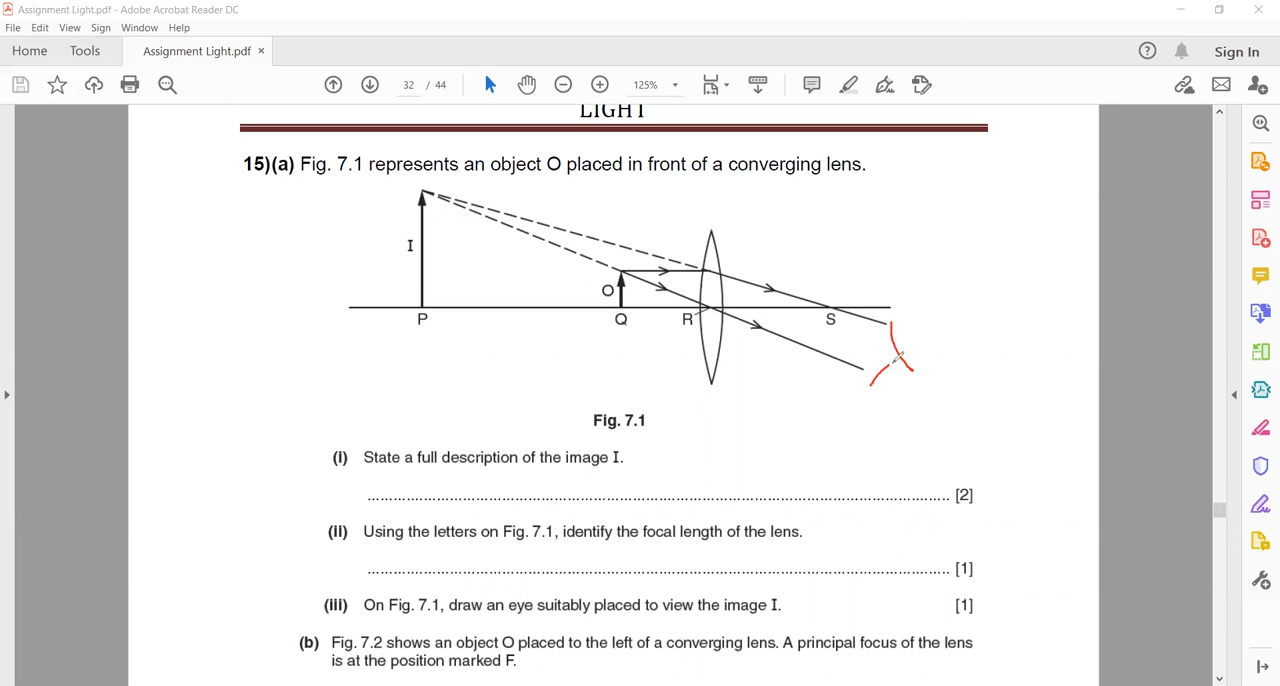 Assignment Light.pdf - Adobe Acrobat Reader DC
File Edit View Sign Window Help
Home Tools Assignment Light.pdf × Sign In
32 / 44 125%
LIGHT
15)(a) Fig. 7.1 represents an object O placed in front of a converging lens.
I
O
P Q R S
Fig. 7.1
(i) State a full description of the image I.
.......................................................................................................................................... [2]
(ii) Using the letters on Fig. 7.1, identify the focal length of the lens.
.......................................................................................................................................... [1]
(iii) On Fig. 7.1, draw an eye suitably placed to view the image I. [1]
(b) Fig. 7.2 shows an object O placed to the left of a converging lens. A principal focus of the lens
is at the position marked F.